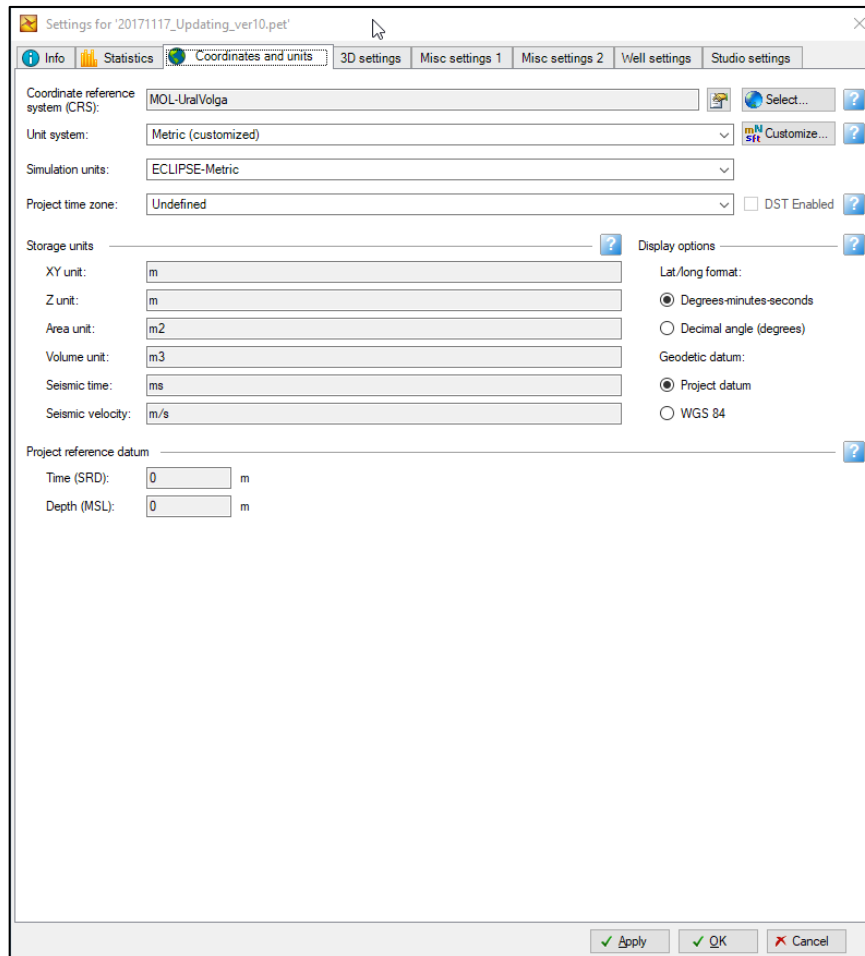 Settings for '20171117_Updating_ver10.pet'
Info Statistics Coordinates and units 3D settings Misc settings 1 Misc settings 2 Well settings Studio settings
Coordinate reference
system (CRS): MOL-UralVolga Select... ?
Unit system: Metric (customized) Customize... ?
Simulation units: ECLIPSE-Metric
Project time zone: Undefined DST Enabled ?
Storage units ? Display options ?
XY unit: m Lat/long format:
Z unit: m Degrees-minutes-seconds
Area unit: m2 Decimal angle (degrees)
Volume unit: m3 Geodetic datum:
Seismic time: ms Project datum
Seismic velocity: m/s WGS 84
Project reference datum ?
Time (SRD): 0 m
Depth (MSL): 0 m
Apply OK Cancel